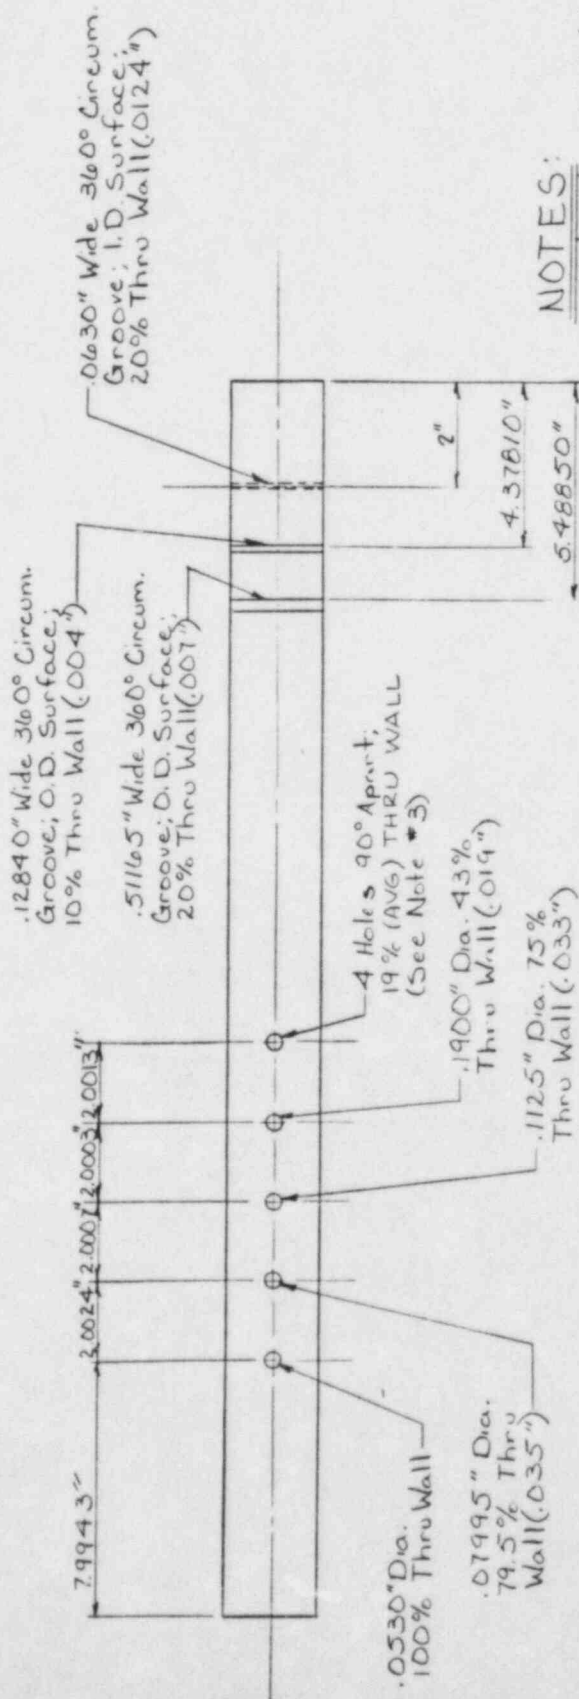 .0630" Wide 360° Circum.
Groove; I.D. Surface;
20% Thru Wall (.0124")
.12840" Wide 360° Circum.
Groove; O.D. Surface;
10% Thru Wall (.004")
.51165" Wide 360° Circum.
Groove; O.D. Surface;
20% Thru Wall (.007")
7.9943"
2.0024"
2.0007"
2.0003"
2.0013"
2"
4.37810"
5.48850"
4 Holes 90° Apart;
19% (AVG) THRU WALL
(See Note #3)
.1900" Dia. 43%
Thru Wall (.019")
.1125" Dia. 75%
Thru Wall (.033")
.07995" Dia.
79.5% Thru
Wall (.035")
.0530" Dia.
100% Thru Wall
NOTES: